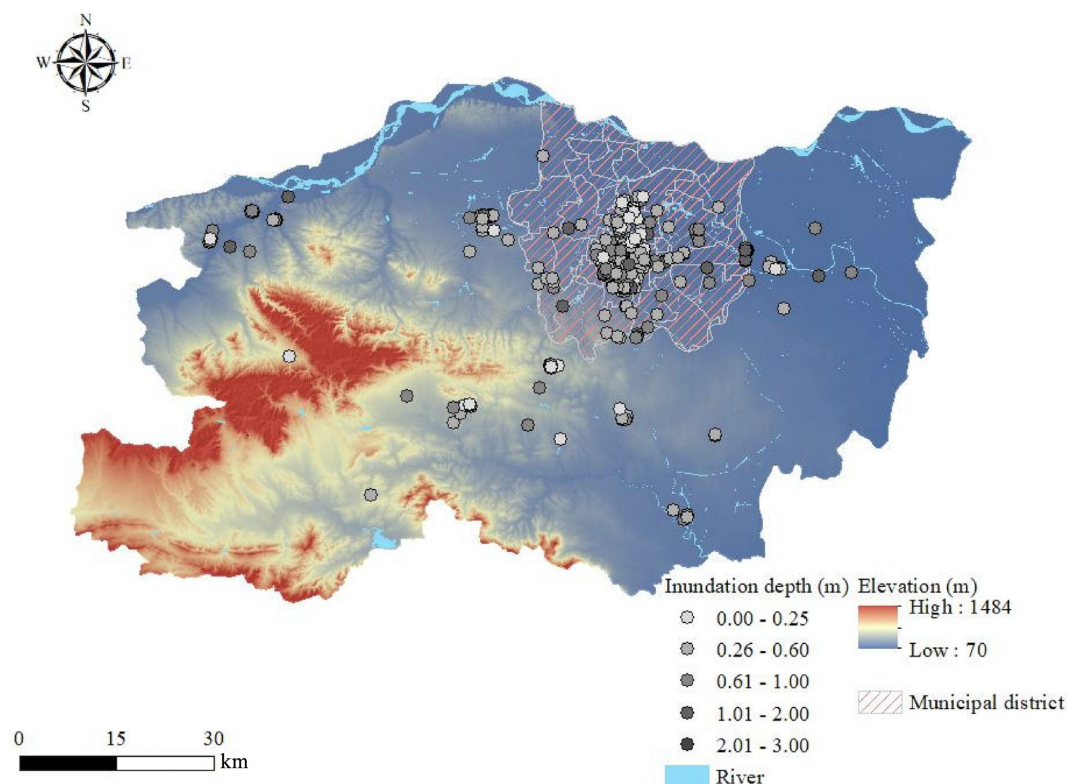 N
W E
S
Inundation depth (m)
0.00 - 0.25
0.26 - 0.60
0.61 - 1.00
1.01 - 2.00
2.01 - 3.00
River
Elevation (m)
High : 1484
Low : 70
Municipal district
0 15 30
km